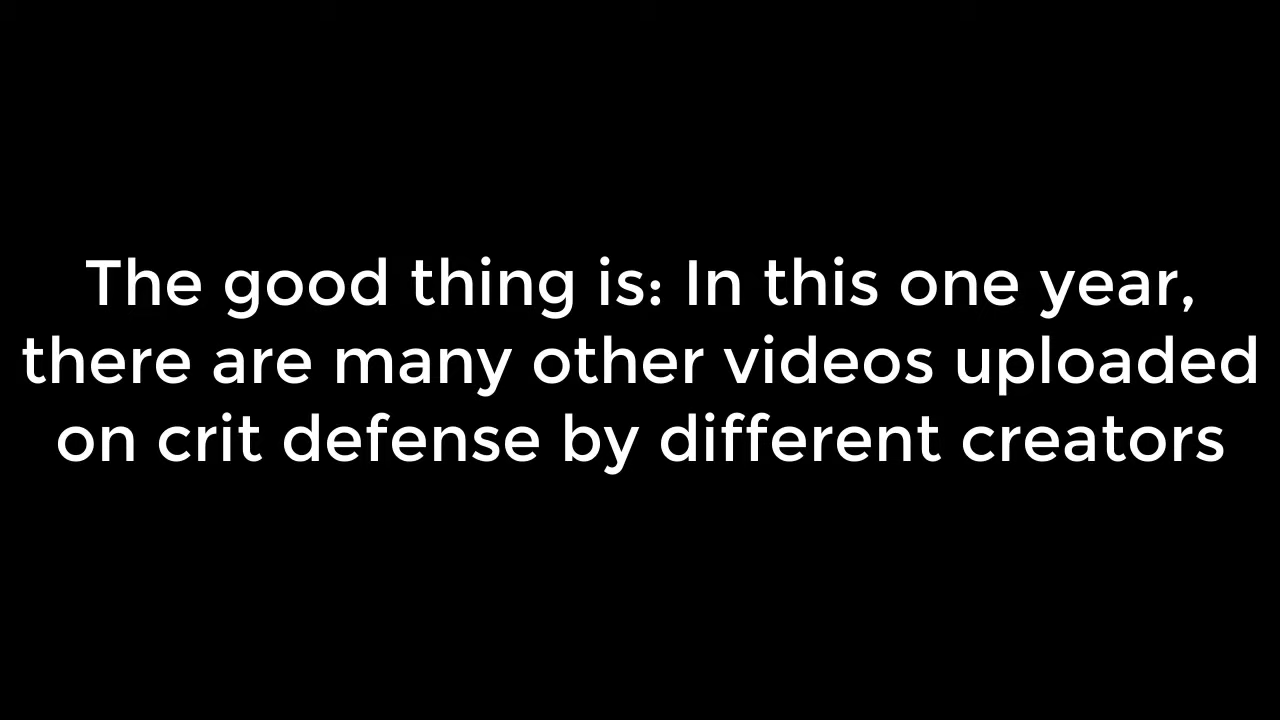 The good thing is: In this one year,
there are many other videos uploaded
on crit defense by different creators